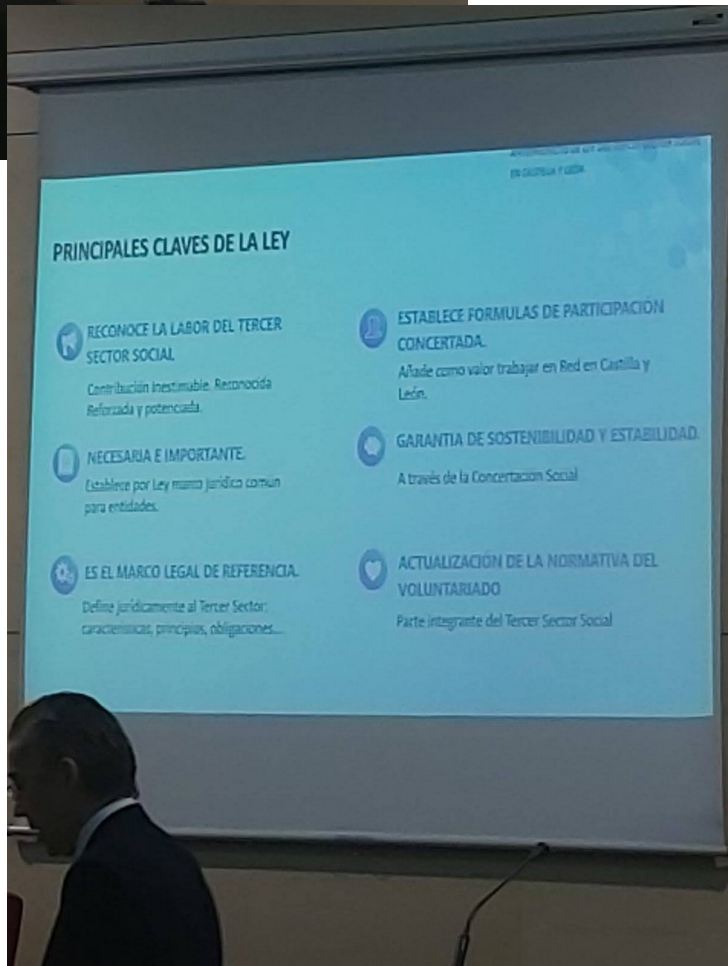 EN CASTILLA Y LEÓN
PRINCIPALES CLAVES DE LA LEY
RECONOCE LA LABOR DEL TERCER
SECTOR SOCIAL
Contribución inestimable. Reconocida
Reforzada y potenciada.
NECESARIA E IMPORTANTE.
Establece por Ley marco jurídico común
para entidades.
ES EL MARCO LEGAL DE REFERENCIA.
Define jurídicamente al Tercer Sector:
características, principios, obligaciones...
ESTABLECE FORMULAS DE PARTICIPACIÓN
CONCERTADA.
Añade como valor trabajar en Red en Castilla y
León.
GARANTIA DE SOSTENIBILIDAD Y ESTABILIDAD.
A través de la Concertación Social
ACTUALIZACIÓN DE LA NORMATIVA DEL
VOLUNTARIADO
Parte integrante del Tercer Sector Social